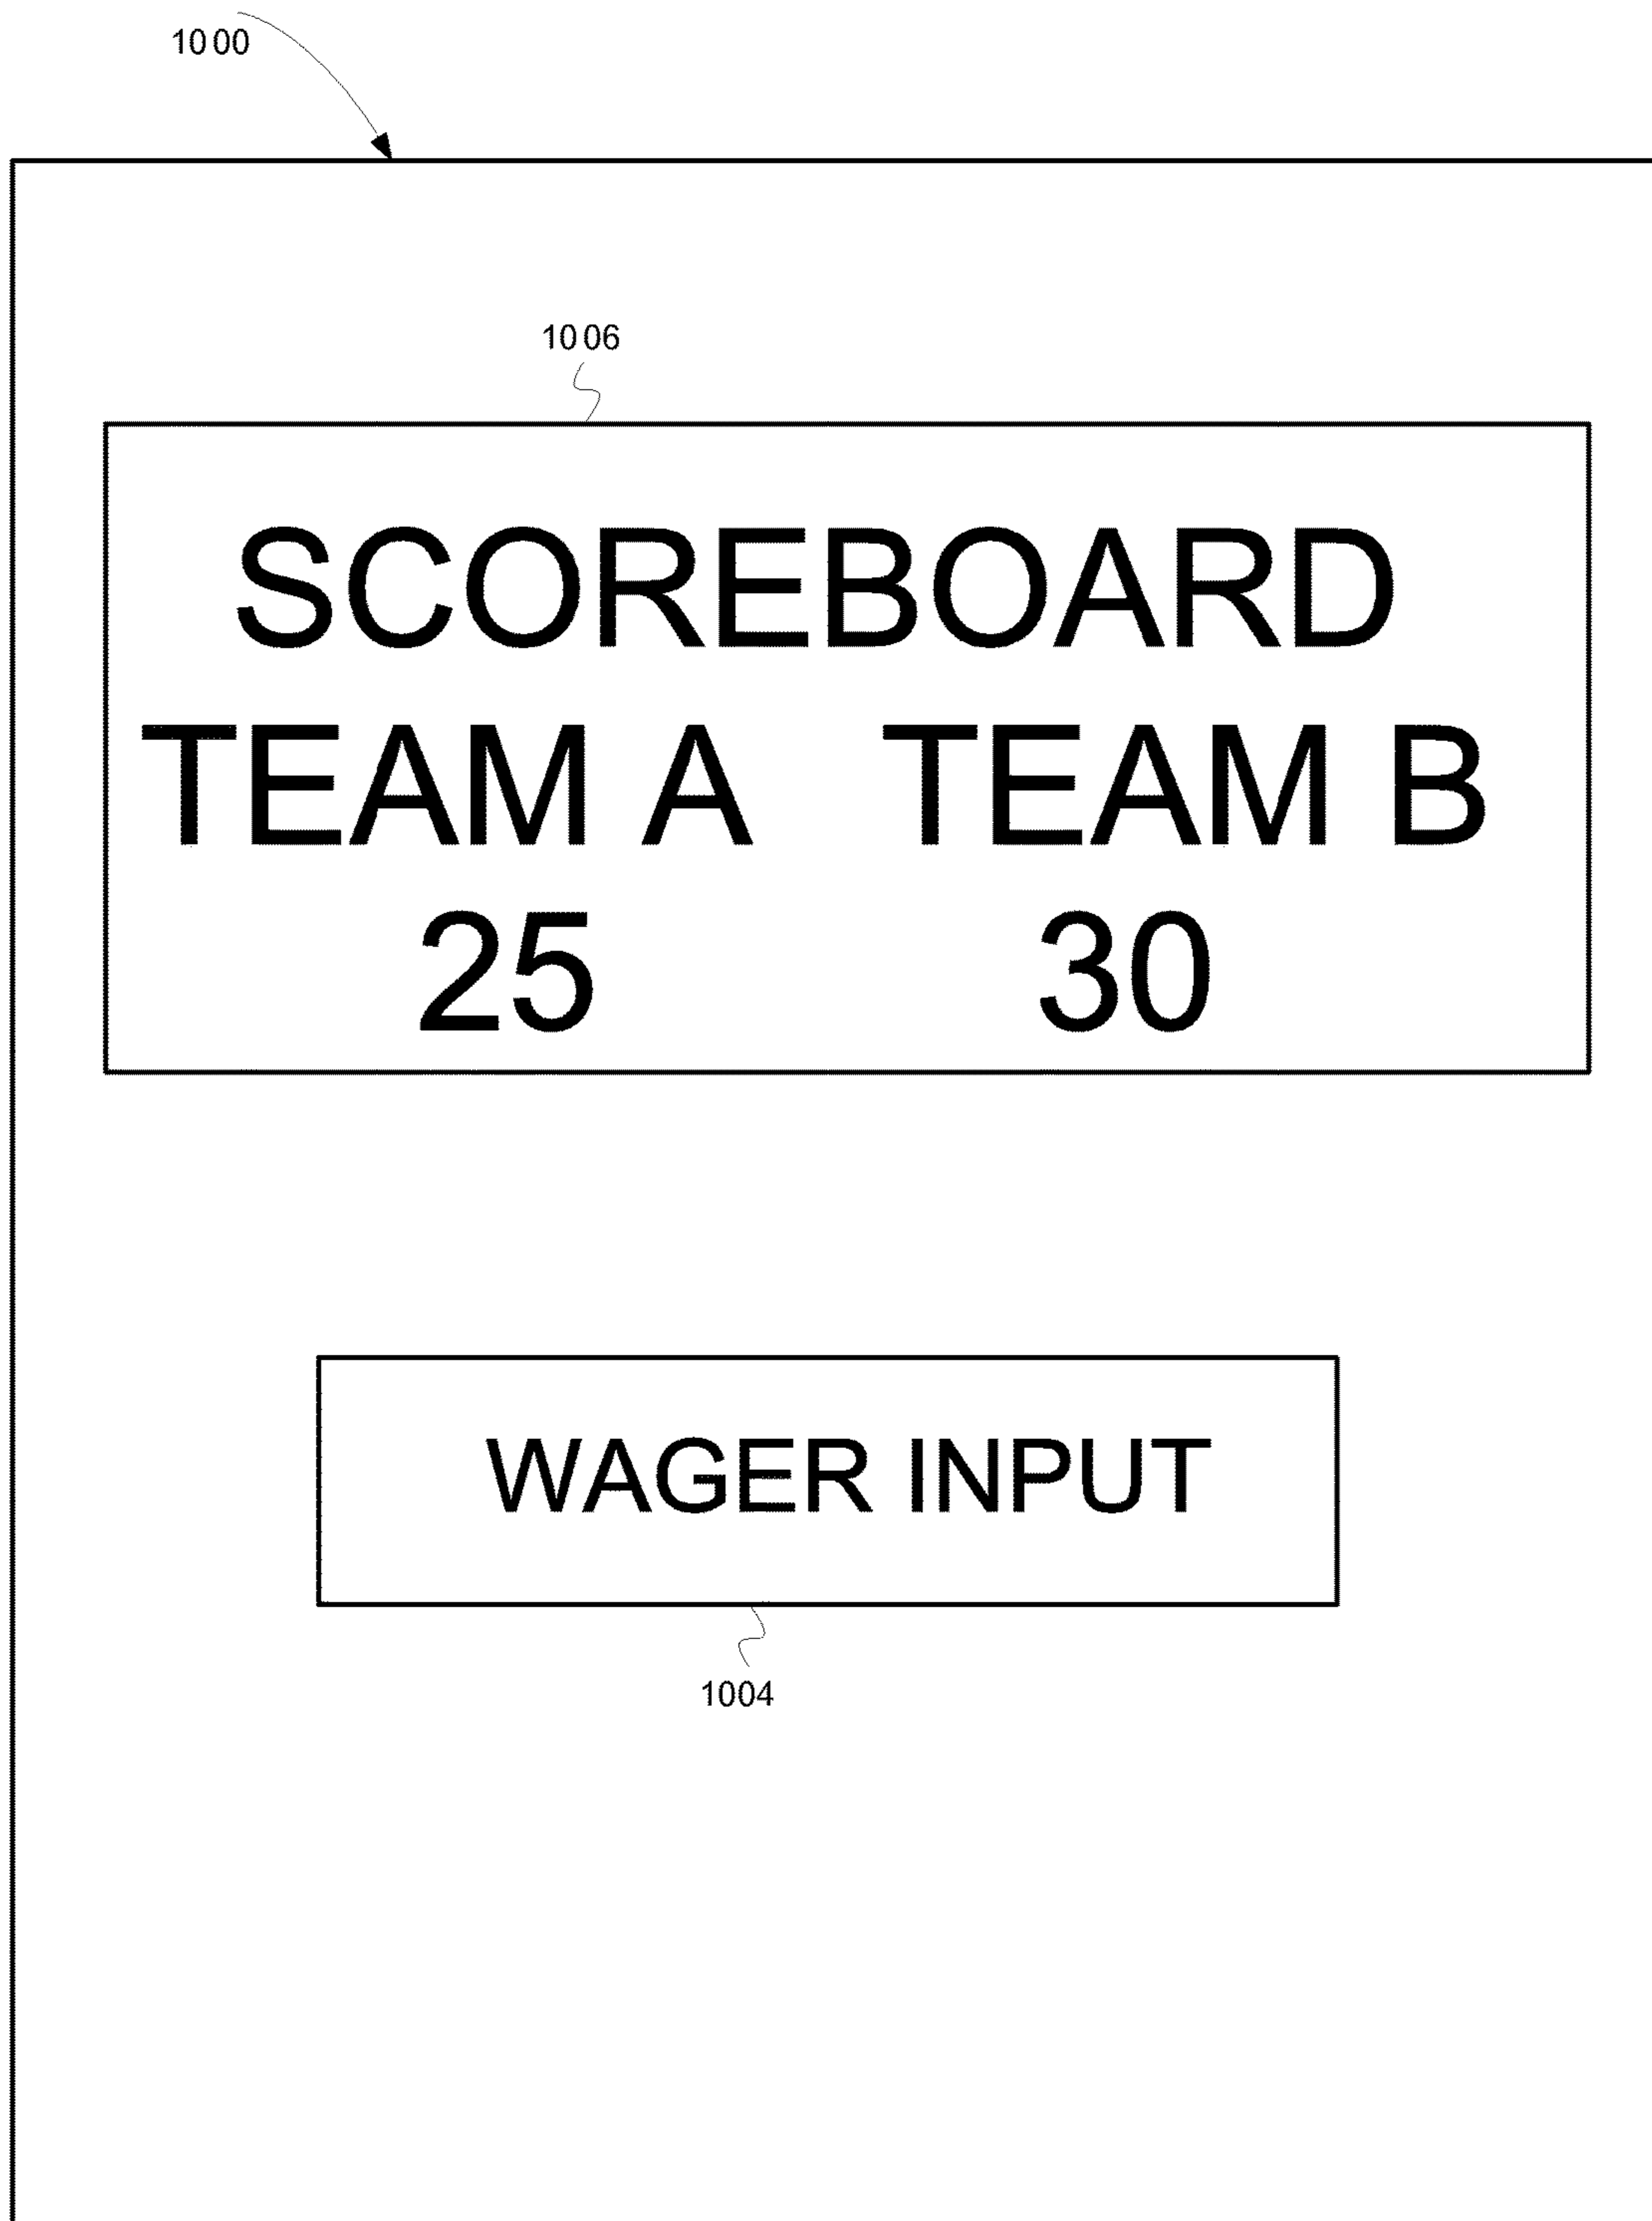 1000
1006
SCOREBOARD
TEAM A TEAM B
25 30
WAGER INPUT
1004